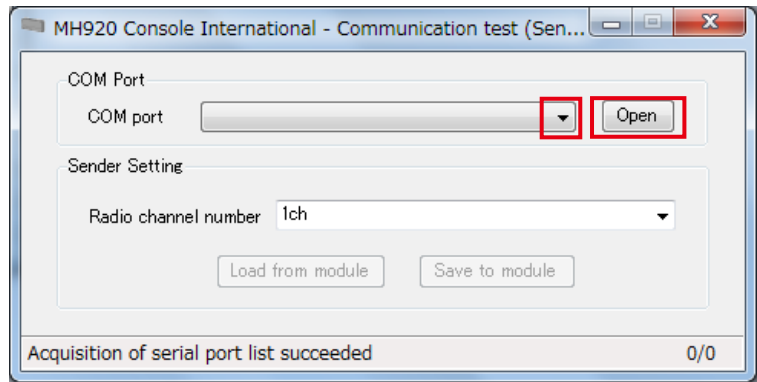 MH920 Console International - Communication test (Sen...
COM Port
COM port
Open
Sender Setting
Radio channel number 1ch
Load from module Save to module
Acquisition of serial port list succeeded 0/0